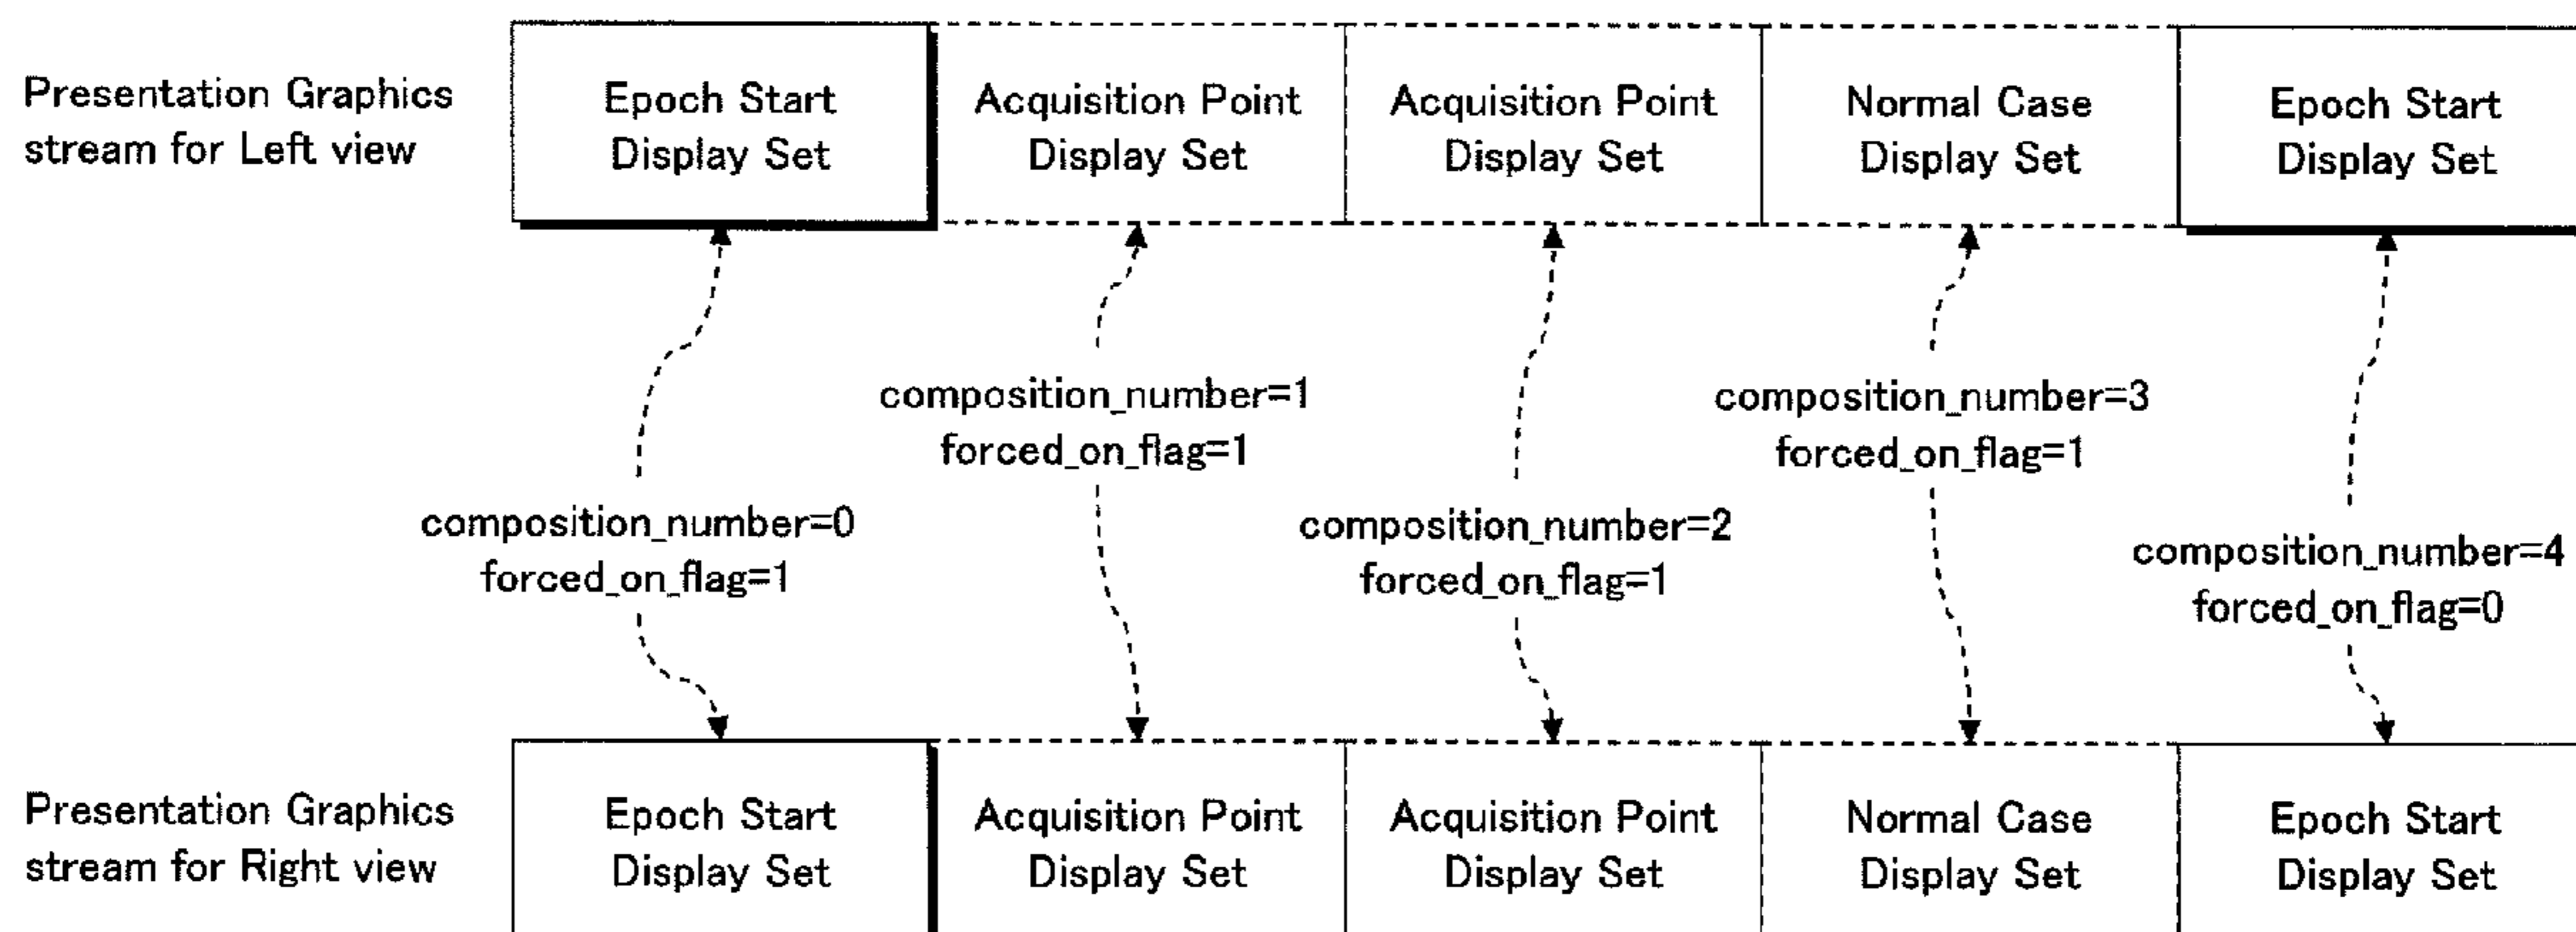 Presentation Graphics
stream for Left view
Epoch Start
Display Set
Acquisition Point
Display Set
Acquisition Point
Display Set
Normal Case
Display Set
Epoch Start
Display Set
composition_number=0
forced_on_flag=1
composition_number=1
forced_on_flag=1
composition_number=2
forced_on_flag=1
composition_number=3
forced_on_flag=1
composition_number=4
forced_on_flag=0
Presentation Graphics
stream for Right view
Epoch Start
Display Set
Acquisition Point
Display Set
Acquisition Point
Display Set
Normal Case
Display Set
Epoch Start
Display Set